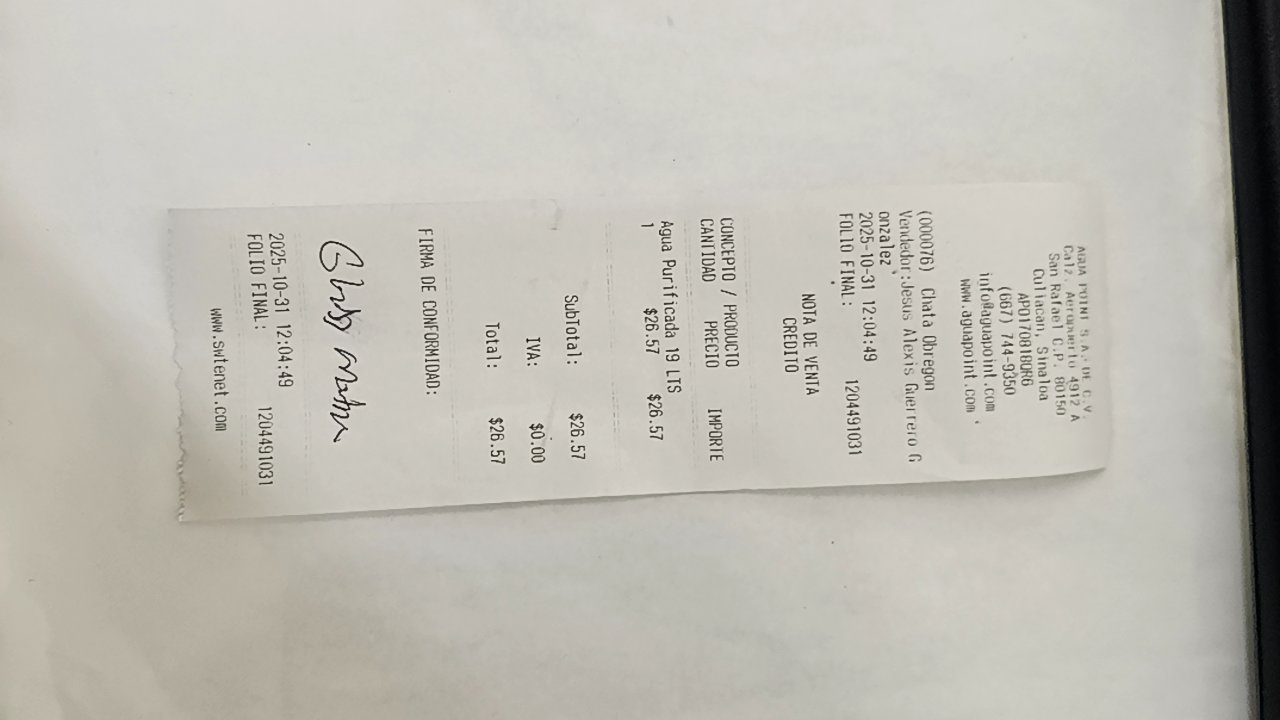 AGUA POINT S.A. DE C.V.
Calz. Aeropuerto 4912 A
San Rafael C.P. 80150
Culiacan, Sinaloa
APO170818QR6
(667) 744-9350
info@aguapoint.com
www.aguapoint.com
(000076) Chata Obregon
Vendedor:Jesus Alexis Guerrero G
onzalez
2025-10-31 12:04:49
FOLIO FINAL: 1204491031
NOTA DE VENTA
CREDITO
CONCEPTO / PRODUCTO
CANTIDAD PRECIO IMPORTE
Agua Purificada 19 LTS
1 $26.57 $26.57
SubTotal: $26.57
IVA: $0.00
Total: $26.57
FIRMA DE CONFORMIDAD:
2025-10-31 12:04:49
FOLIO FINAL: 1204491031
www.swtenet.com